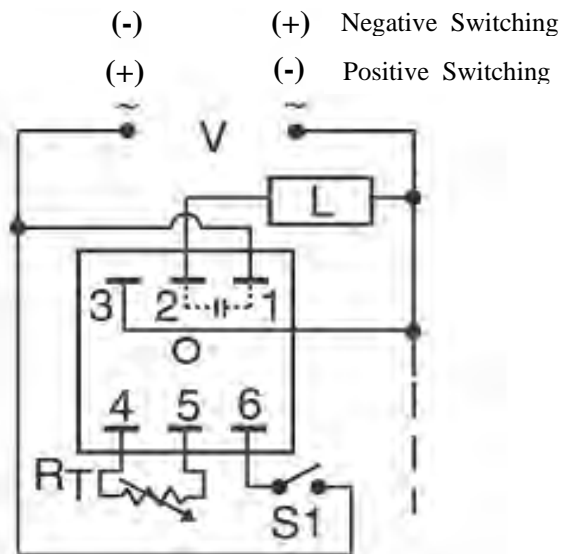 (-) (+) Negative Switching
(+) (-) Positive Switching
~ ~
V
L
3 2 1
4 5 6
RT
S1